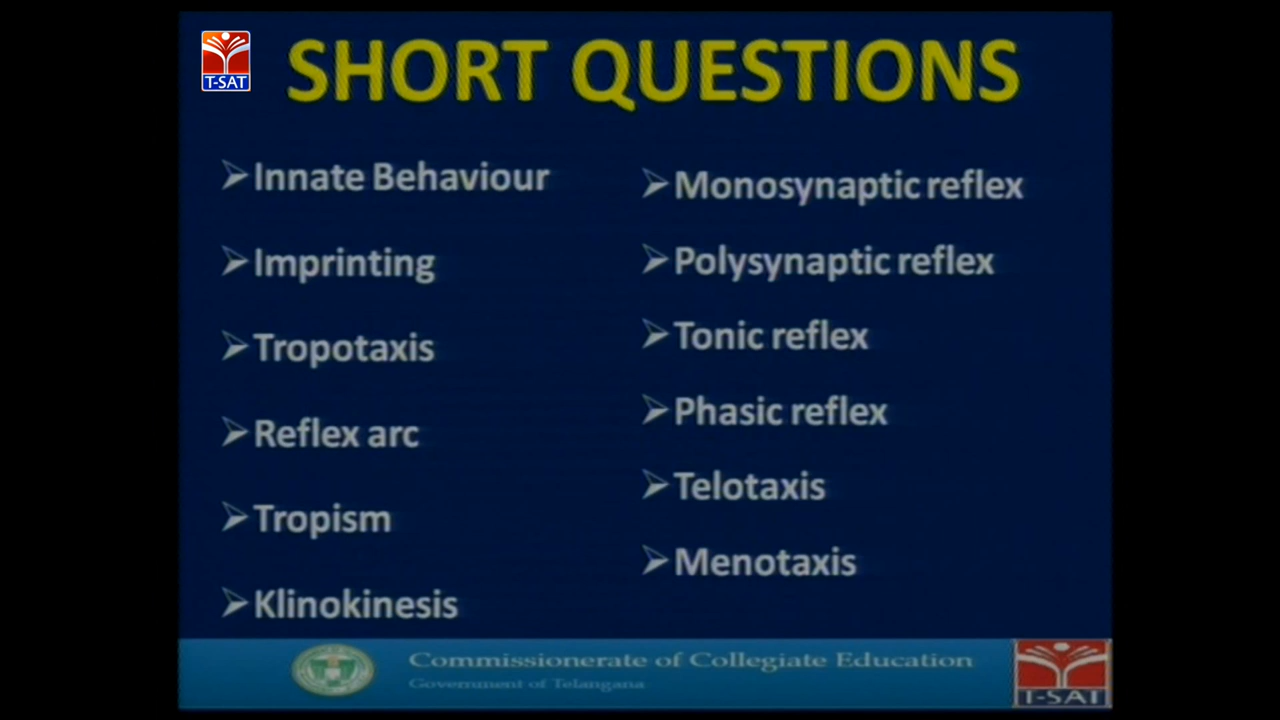 T-SAT
SHORT QUESTIONS
Innate Behaviour
Imprinting
Tropotaxis
Reflex arc
Tropism
Klinokinesis
Monosynaptic reflex
Polysynaptic reflex
Tonic reflex
Phasic reflex
Telotaxis
Menotaxis
Commissionerate of Collegiate Education
Government of Telangana
T-SAT